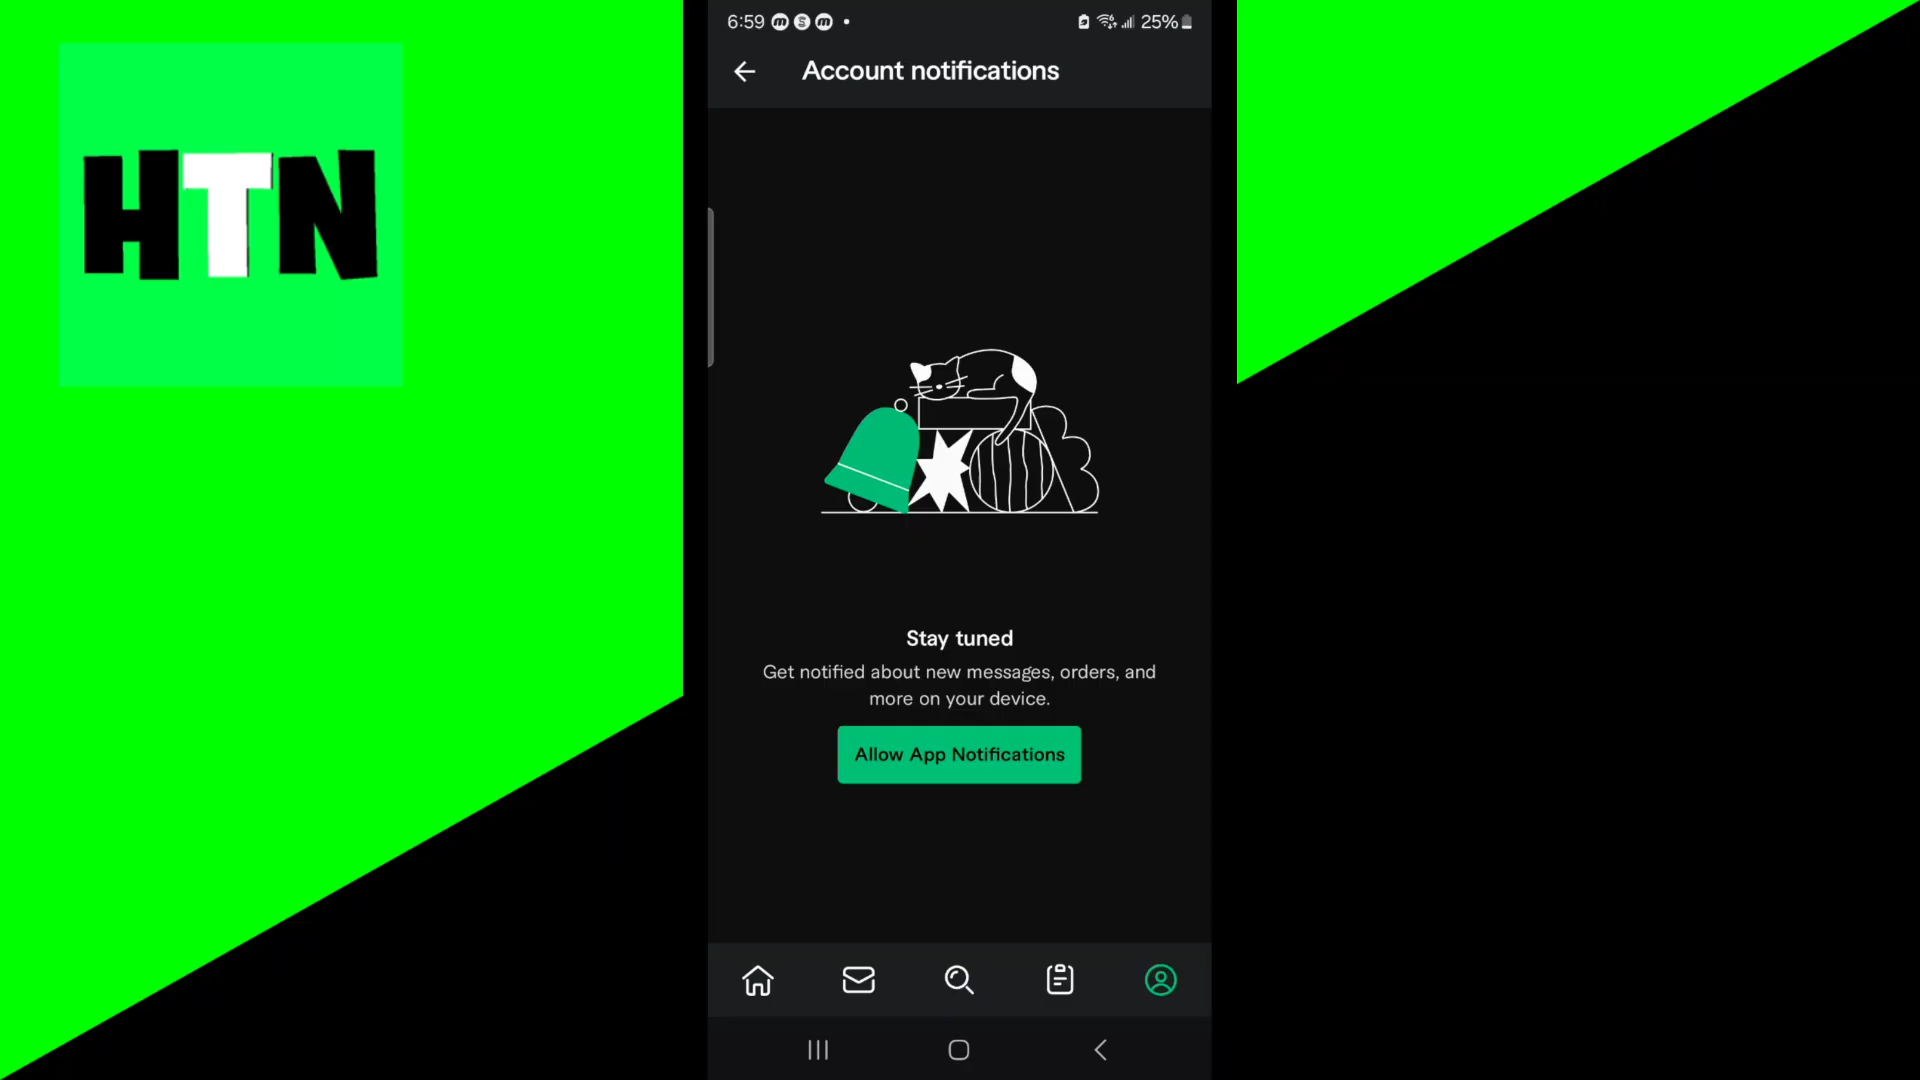 HTN
6:59
25%
Account notifications
Stay tuned
Get notified about new messages, orders, and
more on your device.
Allow App Notifications